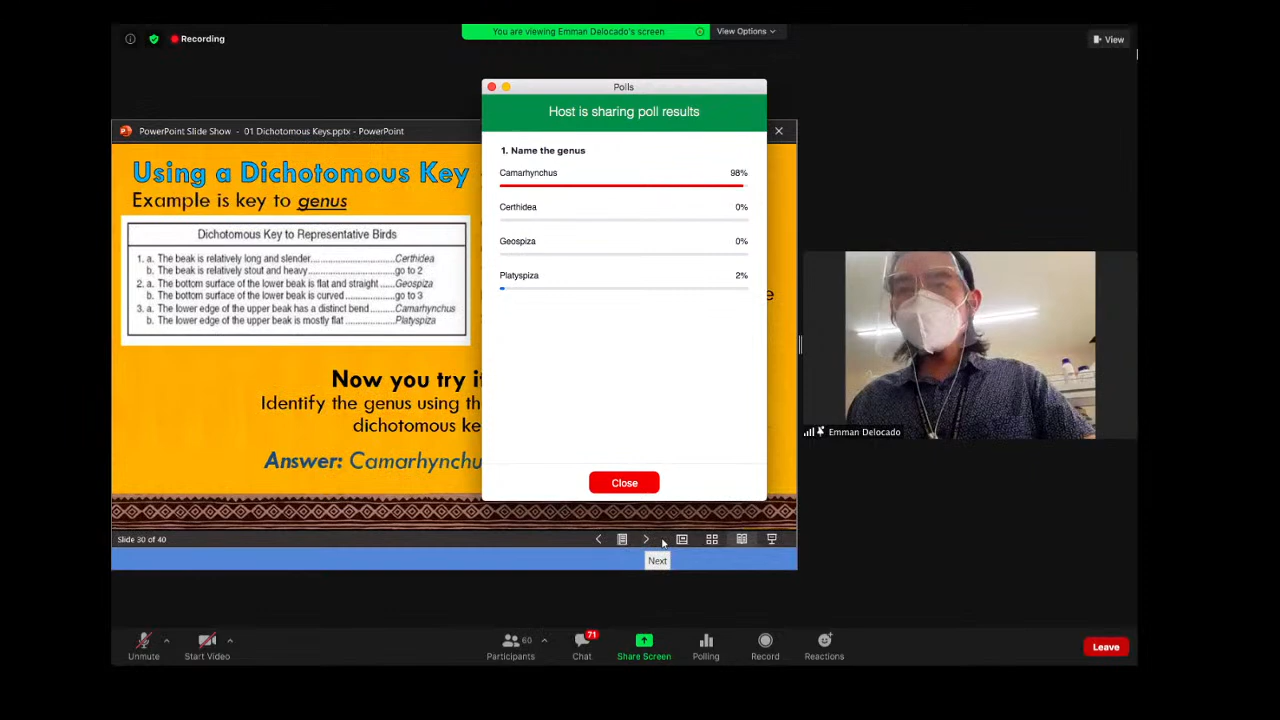 Recording
You are viewing Emman Delocado's screen
View Options
View
Polls
Host is sharing poll results
1. Name the genus
Camarhynchus 98%
Certhidea 0%
Geospiza 0%
Platyspiza 2%
Close
PowerPoint Slide Show - 01 Dichotomous Keys.pptx - PowerPoint
Using a Dichotomous Key
Example is key to genus
Dichotomous Key to Representative Birds
1. a. The beak is relatively long and slender..............................Certhidea
b. The beak is relatively stout and heavy...............................go to 2
2. a. The bottom surface of the lower beak is flat and straight.....Geospiza
b. The bottom surface of the lower beak is curved..................go to 3
3. a. The lower edge of the upper beak has a distinct bend.......Camarhynchus
b. The lower edge of the upper beak is mostly flat..................Platyspiza
e
Now you try i
Identify the genus using th
dichotomous ke
Answer: Camarhynchu
Slide 30 of 40
Next
Emman Delocado
Unmute
Start Video
Participants 60
Chat 71
Share Screen
Polling
Record
Reactions
Leave